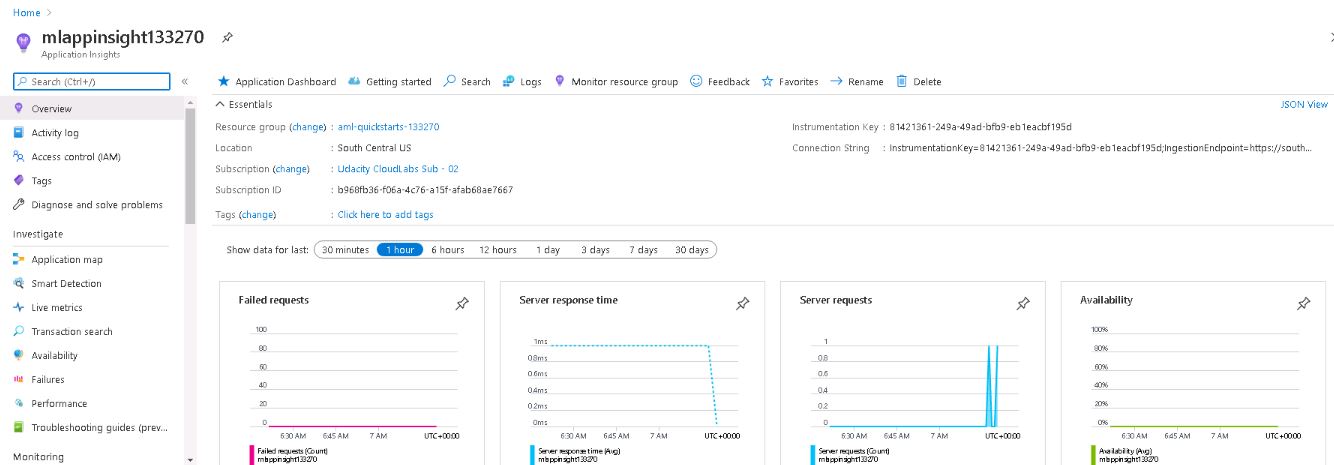 Home >
mlappinsight133270
Application Insights
Search (Ctrl+/)
«
Overview
Activity log
Access control (IAM)
Tags
Diagnose and solve problems
Investigate
Application map
Smart Detection
Live metrics
Transaction search
Availability
Failures
Performance
Troubleshooting guides (prev...
Monitoring
Application Dashboard Getting started Search Logs Monitor resource group Feedback Favorites Rename Delete
Essentials
JSON View
Resource group (change) : aml-quickstarts-133270
Location : South Central US
Subscription (change) : Udacity CloudLabs Sub - 02
Subscription ID : b968fb36-f06a-4c76-a15f-afab68ae7667
Tags (change) : Click here to add tags
Instrumentation Key : 81421361-249a-49ad-bfb9-eb1eacbf195d
Connection String : InstrumentationKey=81421361-249a-49ad-bfb9-eb1eacbf195d;IngestionEndpoint=https://south...
Show data for last: 30 minutes 1 hour 6 hours 12 hours 1 day 3 days 7 days 30 days
Failed requests
100
80
60
40
20
0
6:30 AM 6:45 AM 7 AM UTC+00:00
Failed requests (Count)
mlappinsight133270
Server response time
1ms
0.8ms
0.6ms
0.4ms
0.2ms
0ms
6:30 AM 6:45 AM 7 AM UTC+00:00
Server response time (Avg)
mlappinsight133270
Server requests
1
0.8
0.6
0.4
0.2
0
6:30 AM 6:45 AM 7 AM UTC+00:00
Server requests (Count)
mlappinsight133270
Availability
100%
80%
60%
40%
20%
0%
6:30 AM 6:45 AM 7 AM UTC+00:00
Availability (Avg)
mlappinsight133270